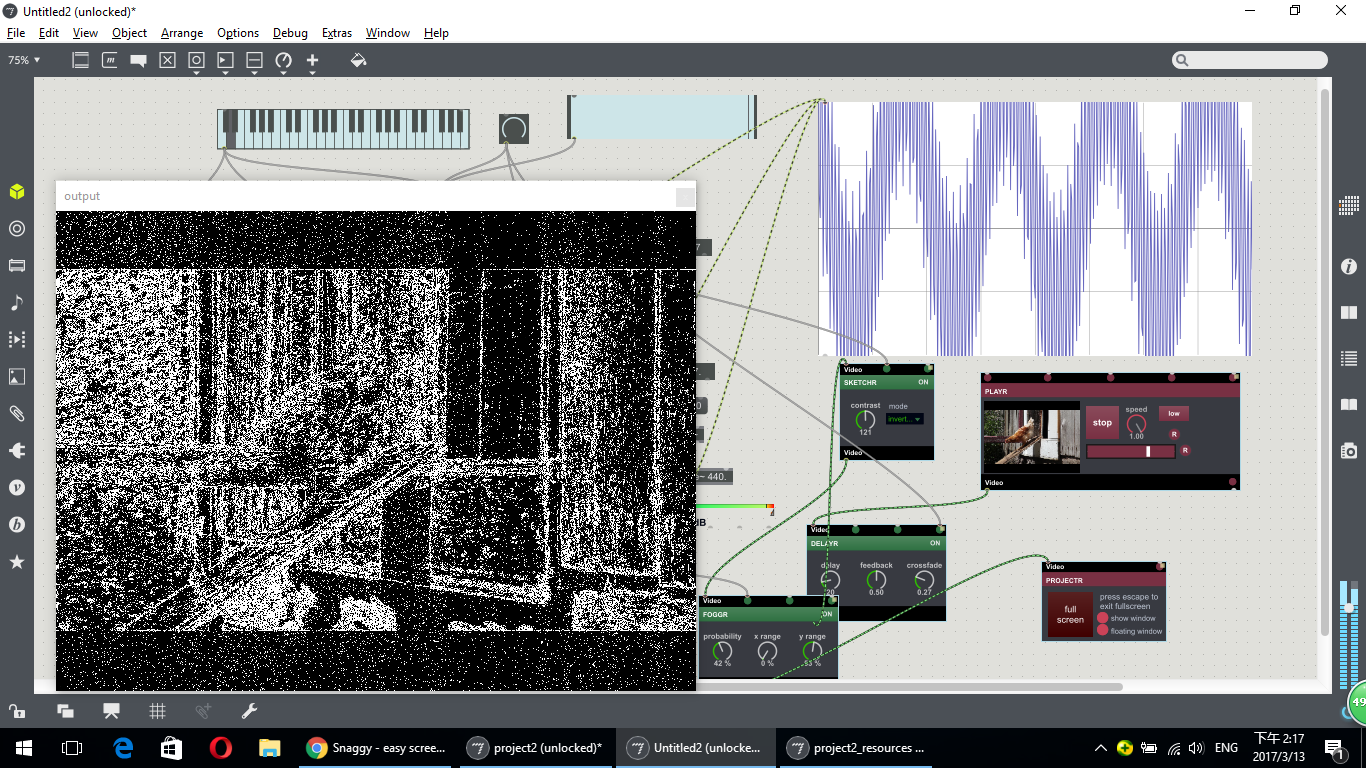 Untitled2 (unlocked)*
File Edit View Object Arrange Options Debug Extras Window Help
75%
output
~ 440.
Video
SKETCHR ON
contrast mode
invert...
121
Video
PLAYR
stop
speed
1.00
low
R
R
Video
Video
DELAYR ON
delay feedback crossfade
0.50 0.27
Video
FOGGR ON
probability x range y range
42 % 0 % 53 %
Video
PROJECTR
full
screen
press escape to
exit fullscreen
show window
floating window
49
Snaggy - easy scree...
project2 (unlocked)*
Untitled2 (unlocke...
project2_resources ...
ENG
下午 2:17
2017/3/13
1